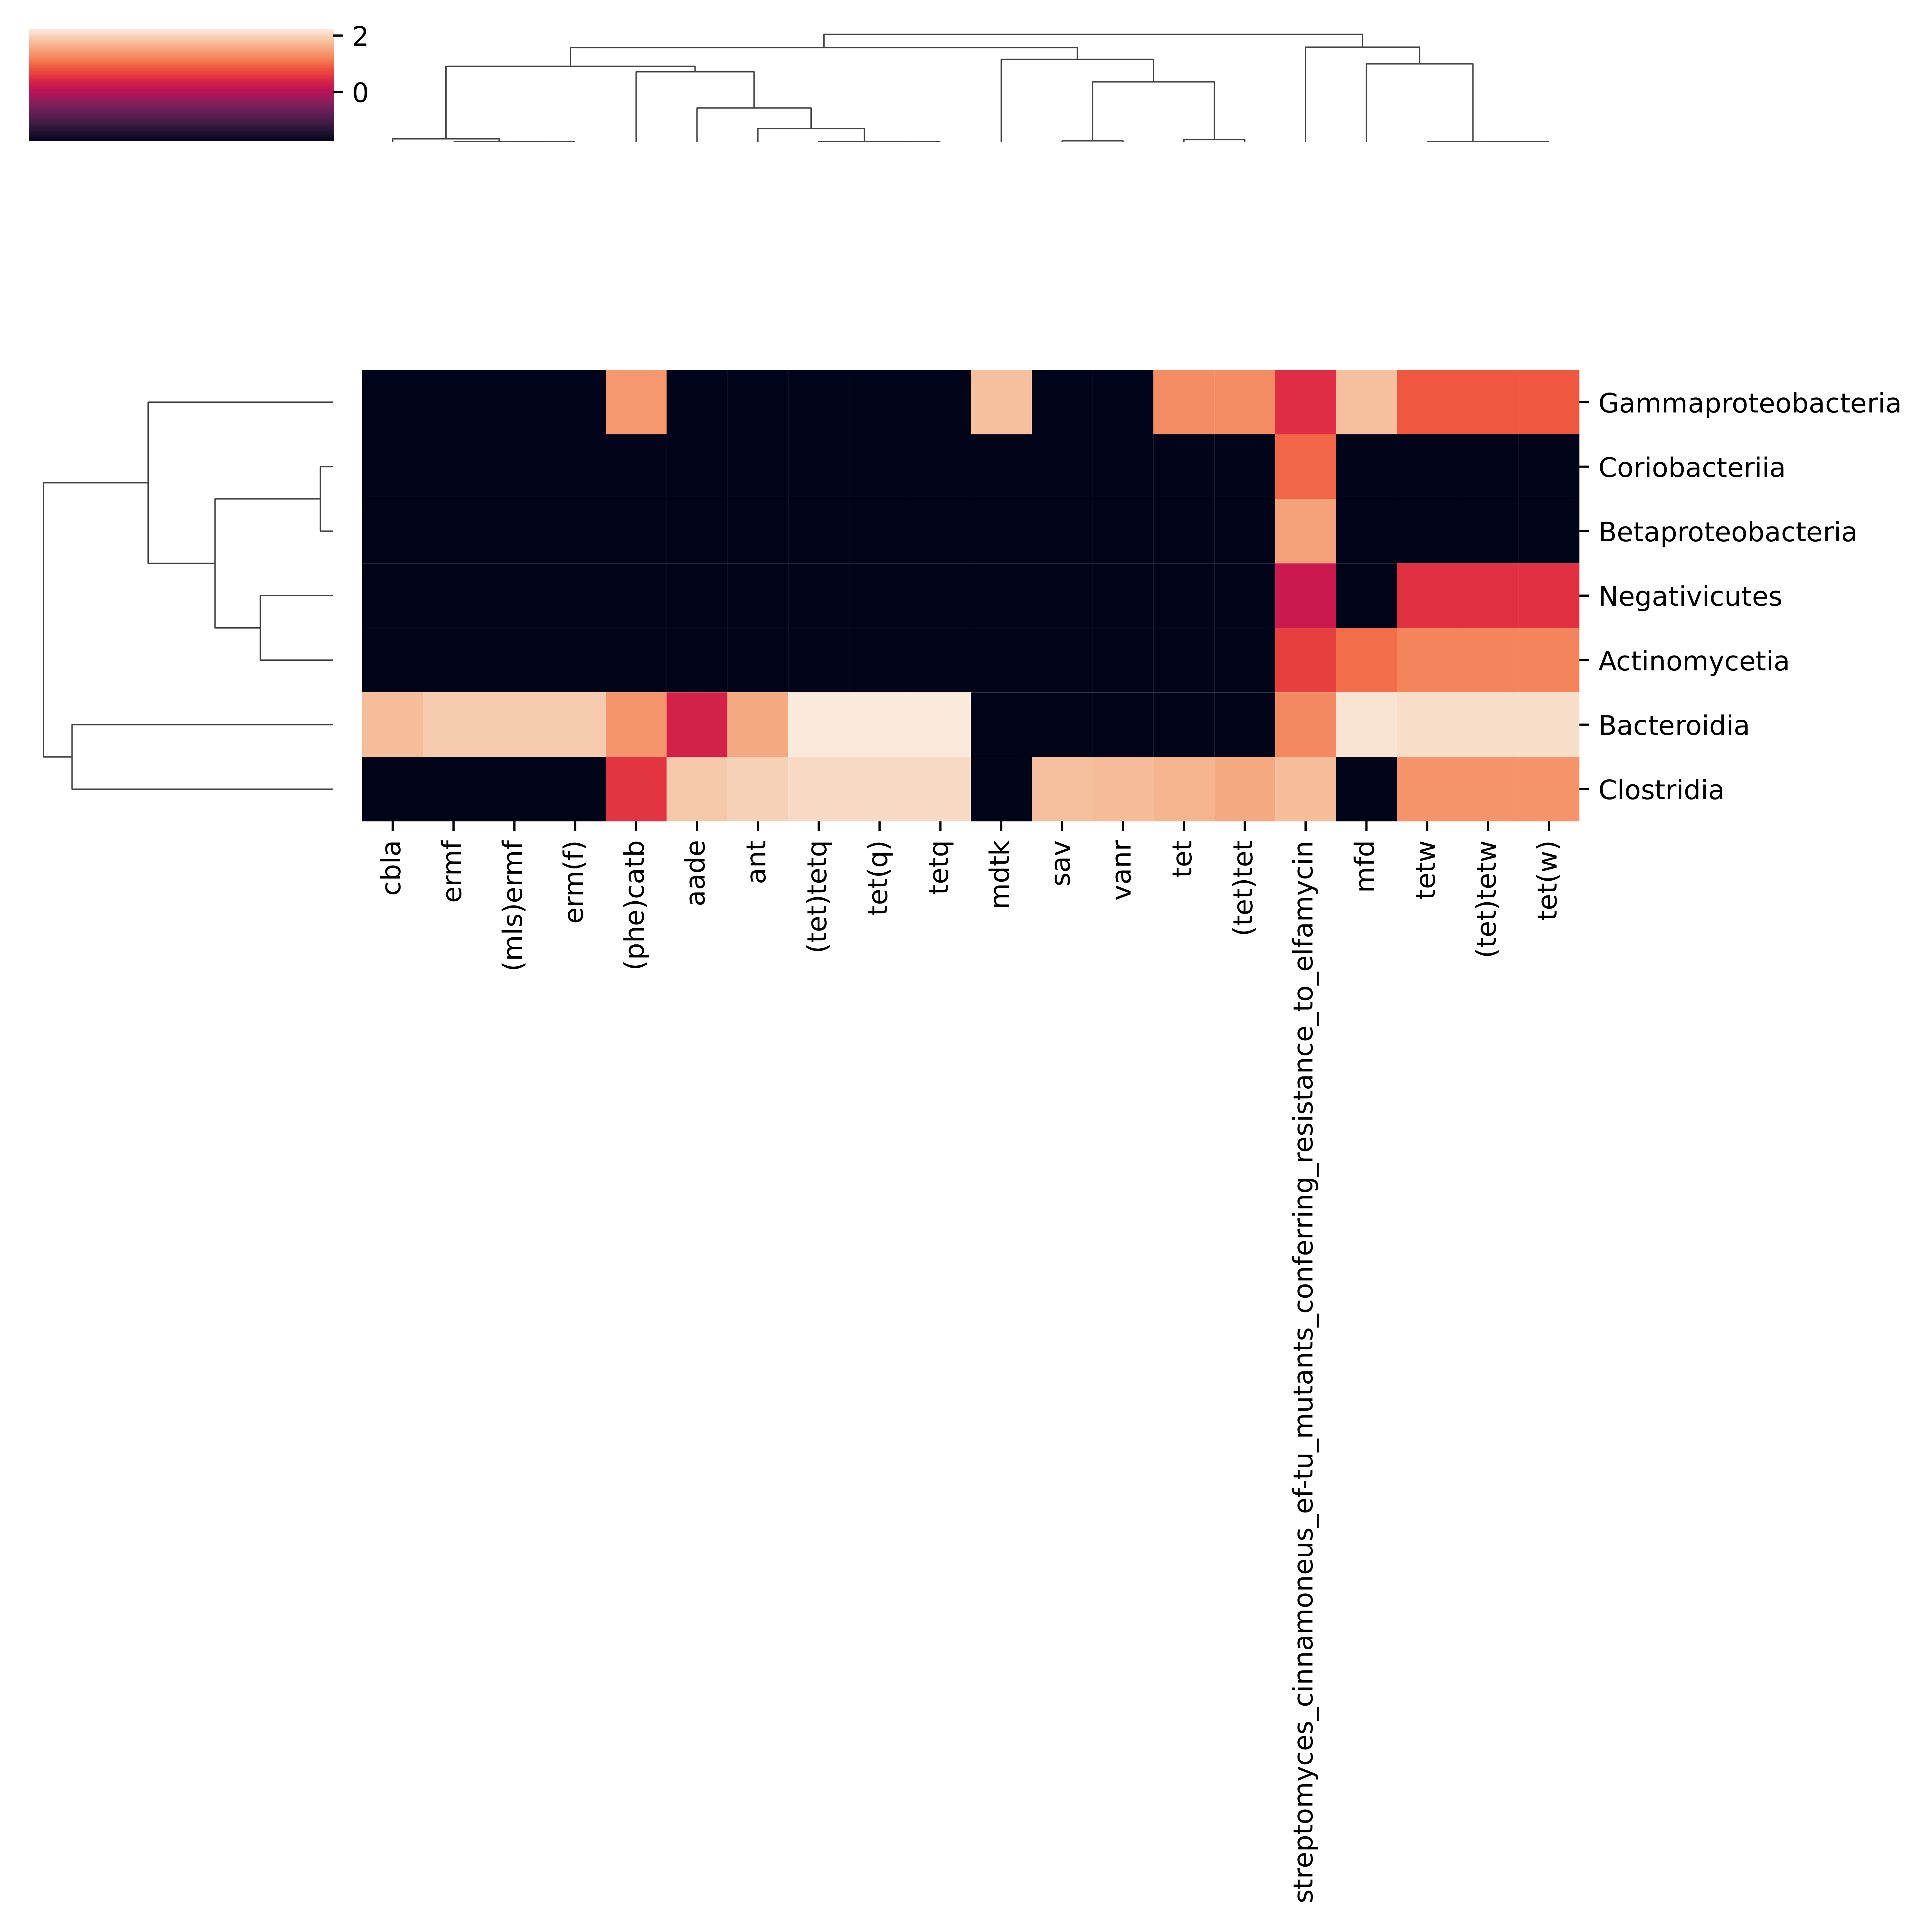 2
0
Gammaproteobacteria
Coriobacteriia
Betaproteobacteria
Negativicutes
Actinomycetia
Bacteroidia
Clostridia
cbla
ermf
(mls)ermf
erm(f)
(phe)catb
aade
ant
(tet)tetq
tet(q)
tetq
mdtk
sav
vanr
tet
(tet)tet
streptomyces_cinnamoneus_ef-tu_mutants_conferring_resistance_to_elfamycin
mfd
tetw
(tet)tetw
tet(w)